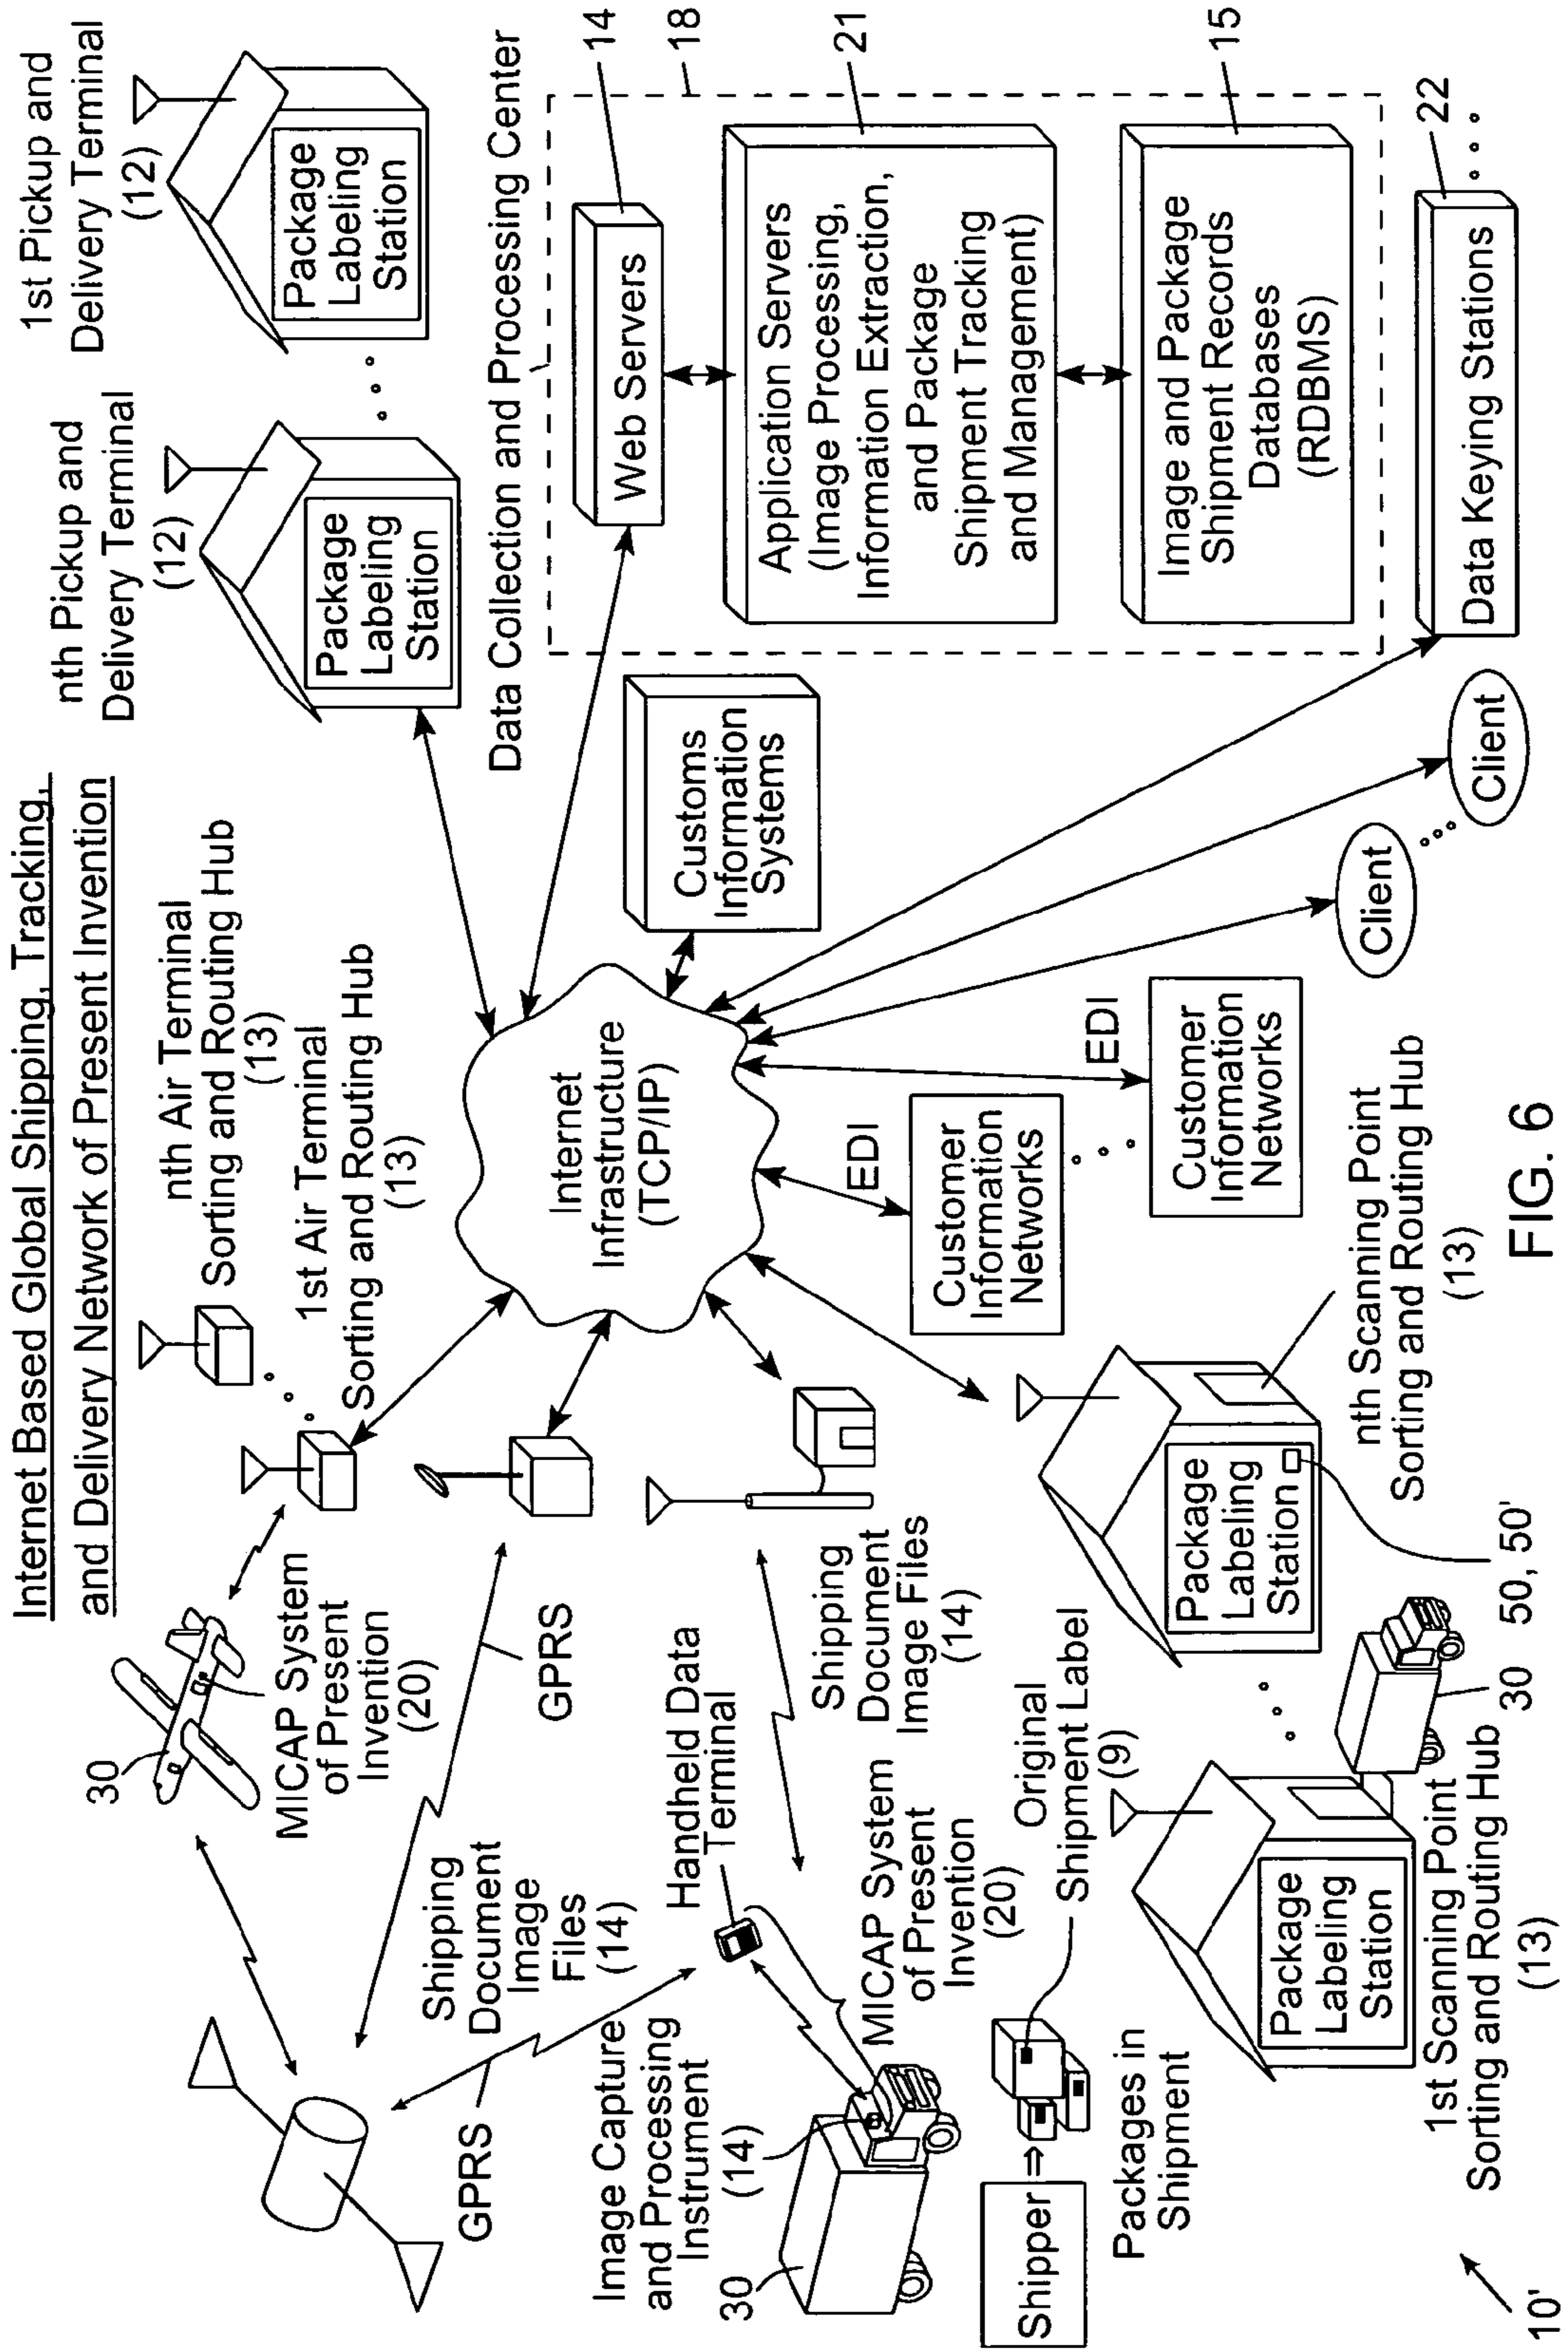 Internet Based Global Shipping, Tracking,
and Delivery Network of Present Invention
1st Pickup and
Delivery Terminal
(12)
Package
Labeling
Station
nth Pickup and
Delivery Terminal
(12)
Package
Labeling
Station
nth Air Terminal
Sorting and Routing Hub
(13)
1st Air Terminal
Sorting and Routing Hub
(13)
30
MICAP System
of Present
Invention
(20)
GPRS
Shipping
Document
Image
Files
(14)
GPRS
Handheld Data
Terminal
Shipping
Document
Image Files
(14)
Image Capture
and Processing
Instrument
(14)
30
MICAP System
of Present
Invention
(20)
Original
Shipment Label
(9)
Shipper ⇒
Packages in
Shipment
Internet
Infrastructure
(TCP/IP)
Data Collection and Processing Center
14
18
Web Servers
21
Application Servers
(Image Processing,
Information Extraction,
and Package
Shipment Tracking
and Management)
15
Image and Package
Shipment Records
Databases
(RDBMS)
22
Data Keying Stations
Customs
Information
Systems
Client
Client
EDI
Customer
Information
Networks
EDI
Customer
Information
Networks
Package
Labeling
Station
nth Scanning Point
Sorting and Routing Hub
(13)
50, 50'
30
Package
Labeling
Station
1st Scanning Point
Sorting and Routing Hub
(13)
10'
FIG. 6